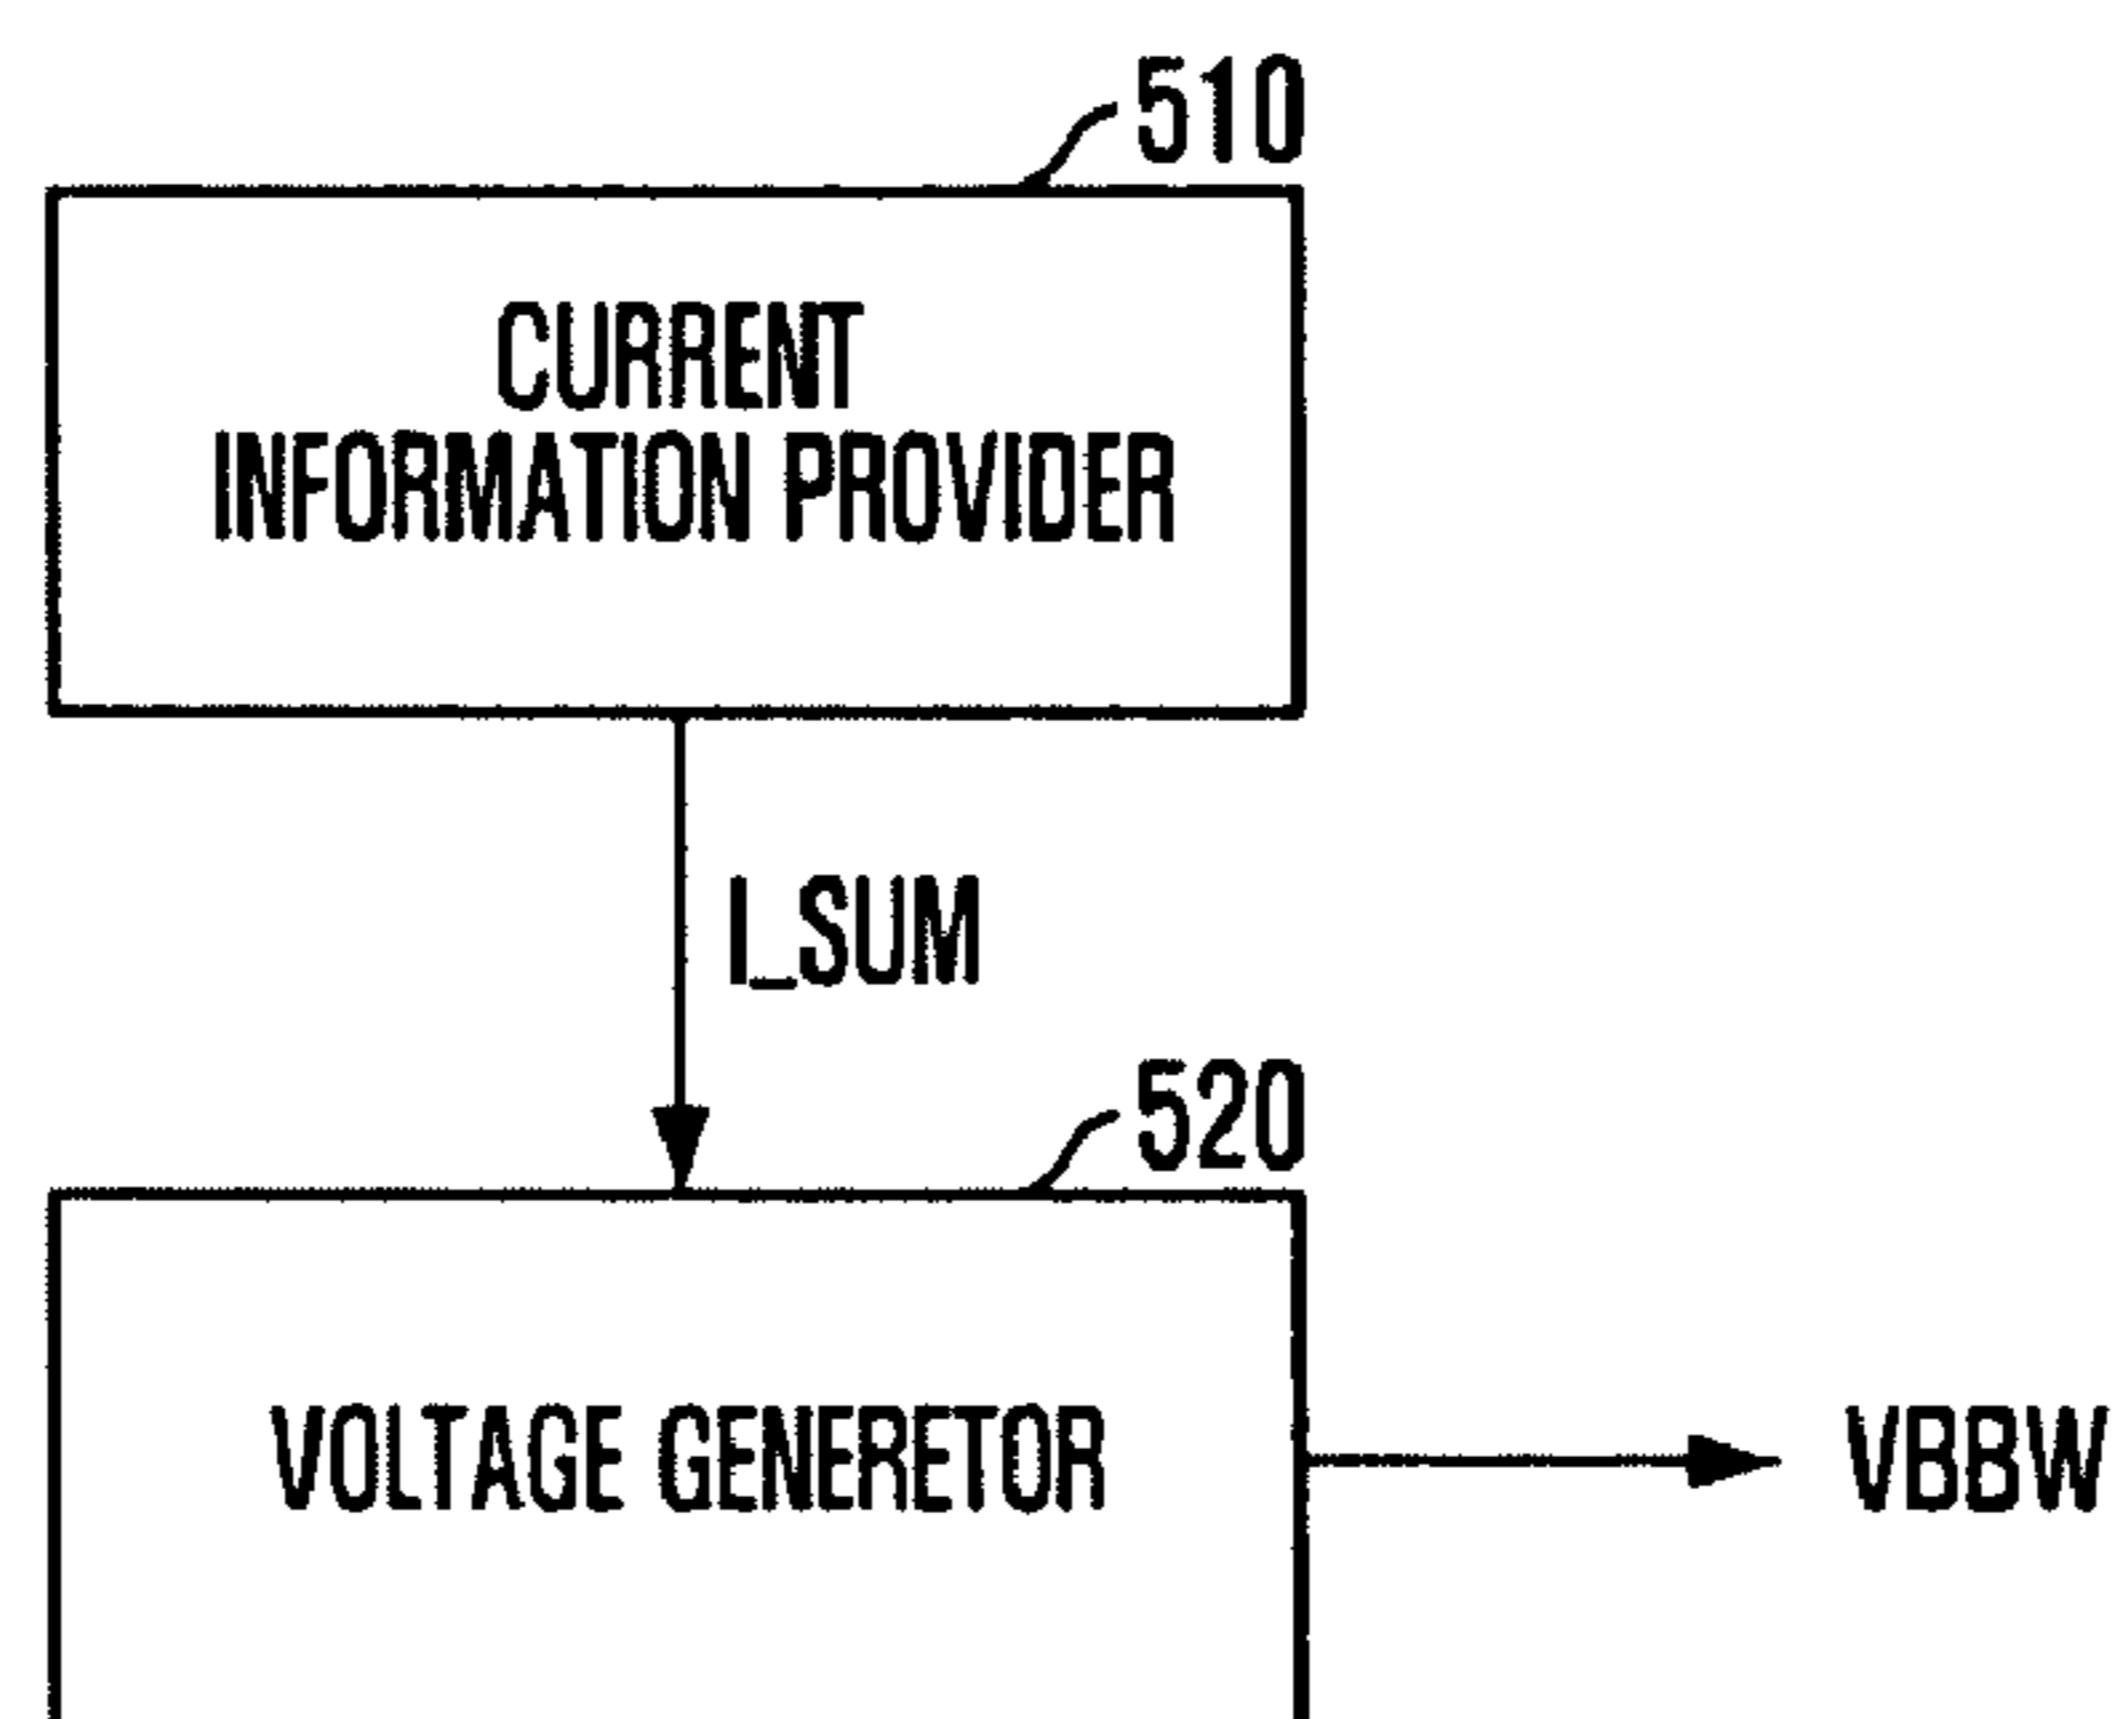 510
CURRENT
INFORMATION PROVIDER
I_SUM
520
VOLTAGE GENERETOR
VBBW